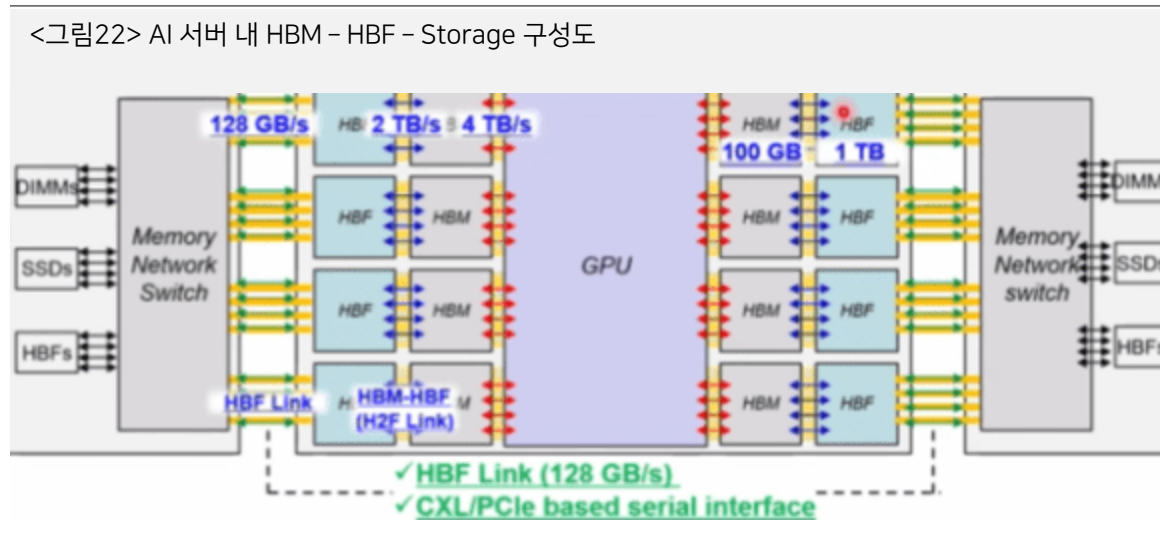 <그림22> AI 서버 내 HBM – HBF – Storage 구성도
128 GB/s
2 TB/s
4 TB/s
HBM
HBF
100 GB - 1 TB
DIMMs
SSDs
HBFs
Memory
Network
Switch
HBF
HBM
HBF
HBM
HBF Link
HBM-HBF
(H2F Link)
GPU
HBM
HBF
HBM
HBF
HBM
HBF
Memory
Network
switch
DIMM
SSDs
HBFs
✓HBF Link (128 GB/s)
✓CXL/PCIe based serial interface